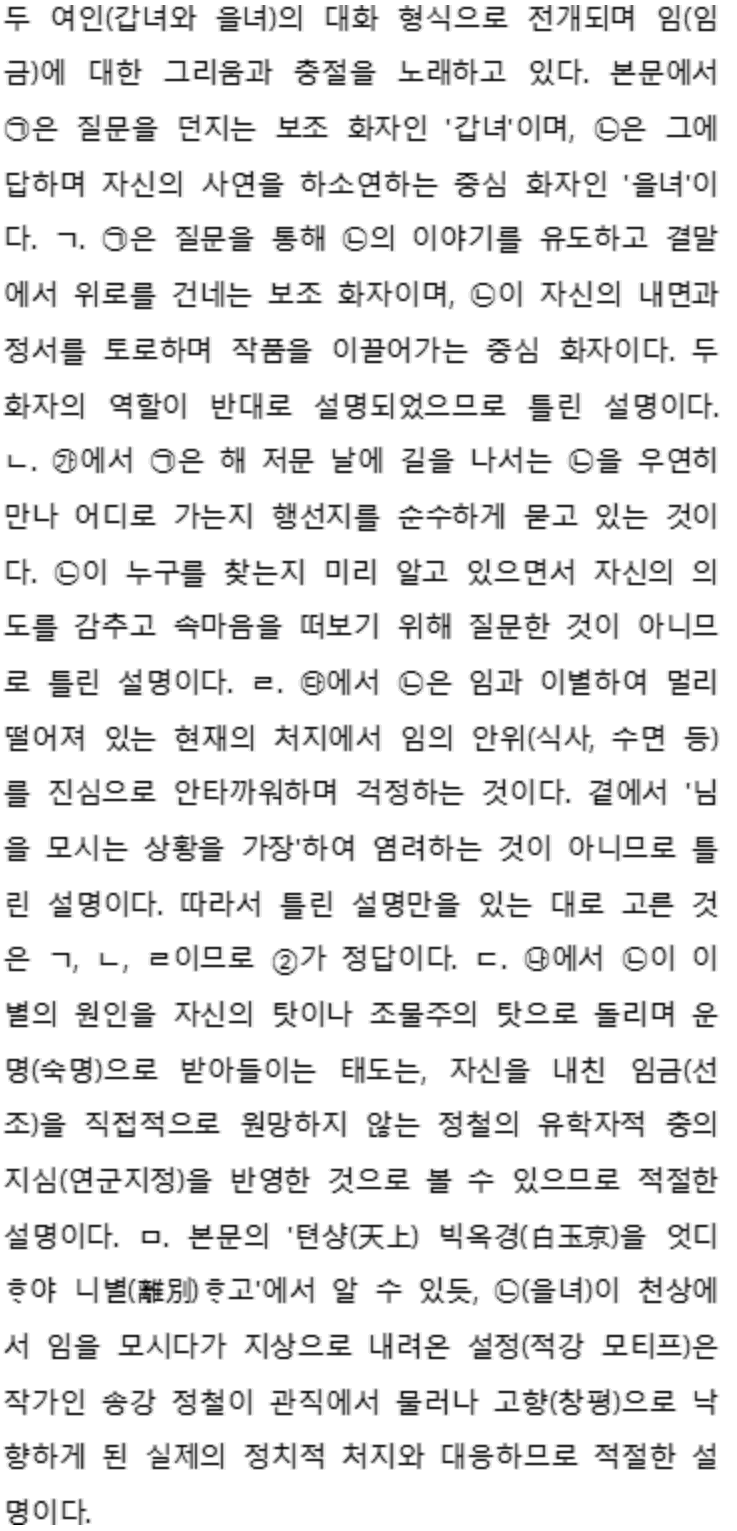 두 여인(갑녀와 을녀)의 대화 형식으로 전개되며 임(임
금)에 대한 그리움과 충절을 노래하고 있다. 본문에서
㉠은 질문을 던지는 보조 화자인 '갑녀'이며, ㉡은 그에
답하며 자신의 사연을 하소연하는 중심 화자인 '을녀'이
다. ㄱ. ㉠은 질문을 통해 ㉡의 이야기를 유도하고 결말
에서 위로를 건네는 보조 화자이며, ㉡이 자신의 내면과
정서를 토로하며 작품을 이끌어가는 중심 화자이다. 두
화자의 역할이 반대로 설명되었으므로 틀린 설명이다.
ㄴ. ㉮에서 ㉠은 해 저문 날에 길을 나서는 ㉡을 우연히
만나 어디로 가는지 행선지를 순수하게 묻고 있는 것이
다. ㉡이 누구를 찾는지 미리 알고 있으면서 자신의 의
도를 감추고 속마음을 떠보기 위해 질문한 것이 아니므
로 틀린 설명이다. ㄹ. ㉰에서 ㉡은 임과 이별하여 멀리
떨어져 있는 현재의 처지에서 임의 안위(식사, 수면 등)
를 진심으로 안타까워하며 걱정하는 것이다. 곁에서 '님
을 모시는 상황을 가장'하여 염려하는 것이 아니므로 틀
린 설명이다. 따라서 틀린 설명만을 있는 대로 고른 것
은 ㄱ, ㄴ, ㄹ이므로 ②가 정답이다. ㄷ. ㉯에서 ㉡이 이
별의 원인을 자신의 탓이나 조물주의 탓으로 돌리며 운
명(숙명)으로 받아들이는 태도는, 자신을 내친 임금(선
조)을 직접적으로 원망하지 않는 정철의 유학자적 충의
지심(연군지정)을 반영한 것으로 볼 수 있으므로 적절한
설명이다. ㅁ. 본문의 '텬샹(天上) 빅옥경(白玉京)을 엇디
ᄒᆞ야 니별(離別)ᄒᆞ고'에서 알 수 있듯, ㉡(을녀)이 천상에
서 임을 모시다가 지상으로 내려온 설정(적강 모티프)은
작가인 송강 정철이 관직에서 물러나 고향(창평)으로 낙
향하게 된 실제의 정치적 처지와 대응하므로 적절한 설
명이다.